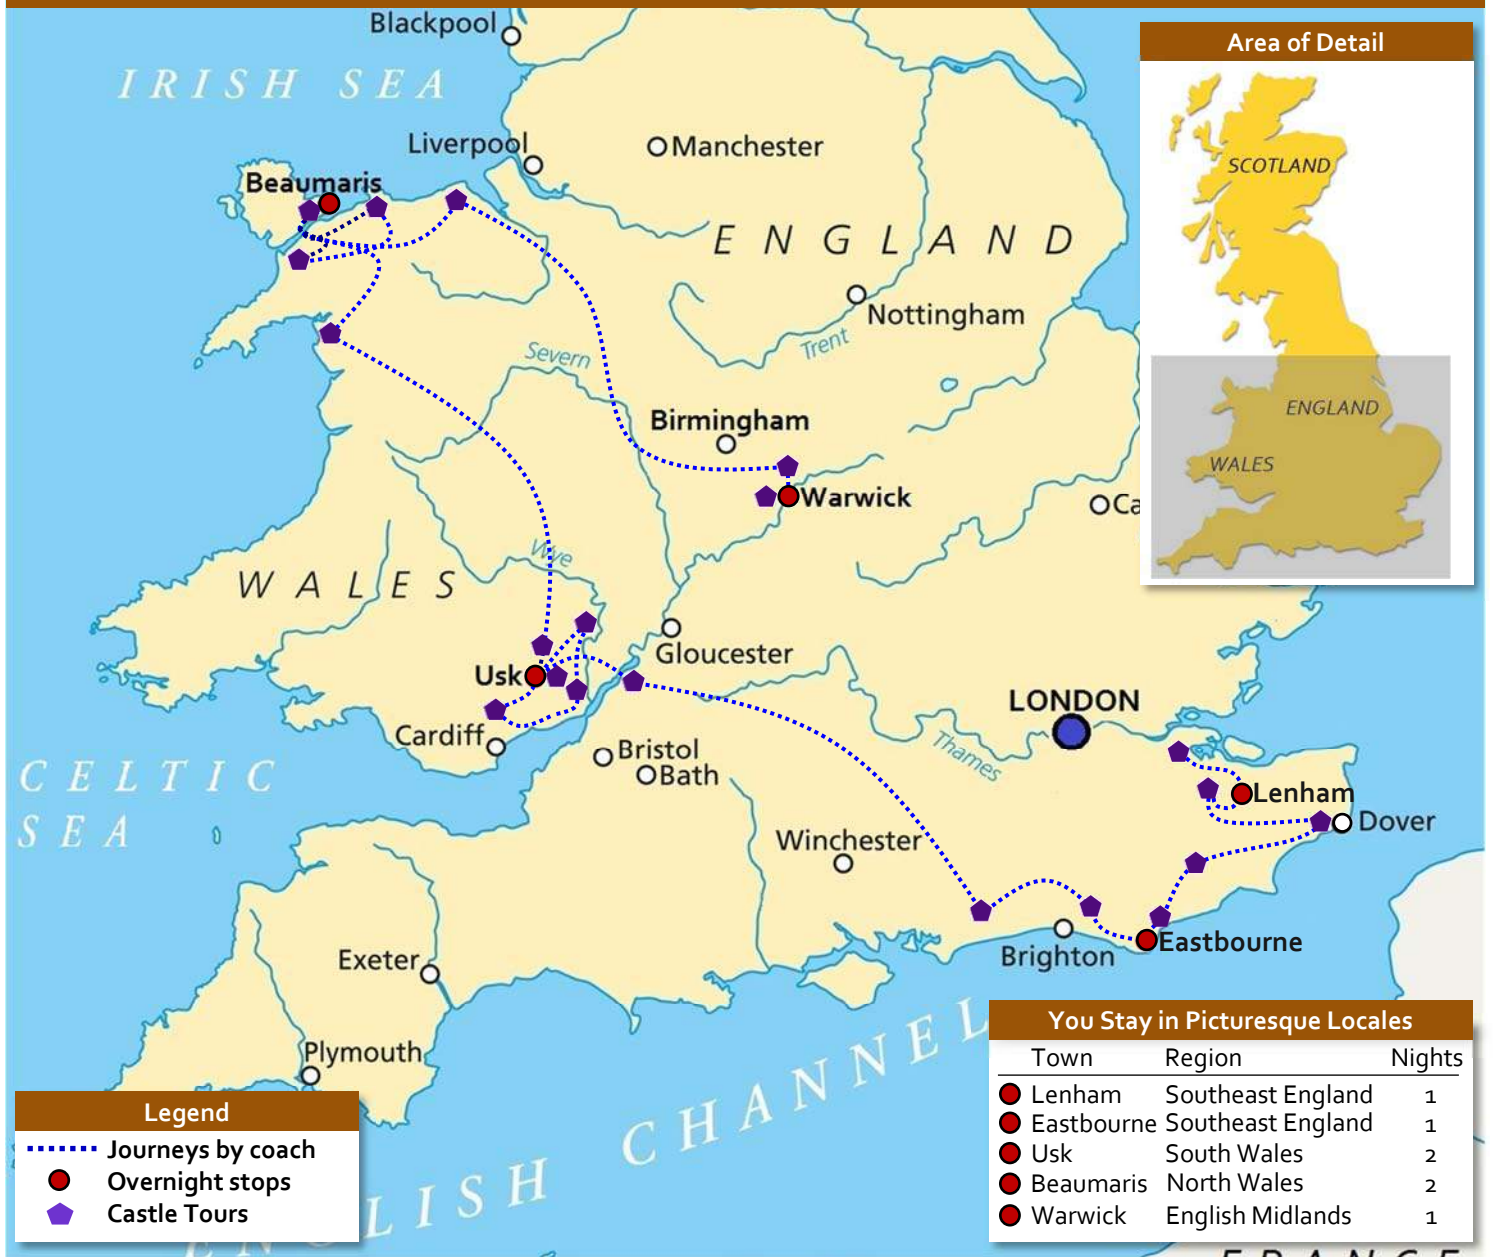 Blackpool
IRISH SEA
Area of Detail
SCOTLAND
ENGLAND
WALES
Liverpool
Manchester
Beaumaris
ENGLAND
Nottingham
Trent
Severn
Birmingham
Warwick
Ca
Wye
WALES
Gloucester
Usk
LONDON
Cardiff
Bristol
Bath
Thames
CELTIC
SEA
Lenham
Dover
Winchester
Eastbourne
Brighton
Exeter
Plymouth
ENGLISH CHANNEL
You Stay in Picturesque Locales
Town Region Nights
Lenham Southeast England 1
Eastbourne Southeast England 1
Usk South Wales 2
Beaumaris North Wales 2
Warwick English Midlands 1
Legend
Journeys by coach
Overnight stops
Castle Tours
FRANCE